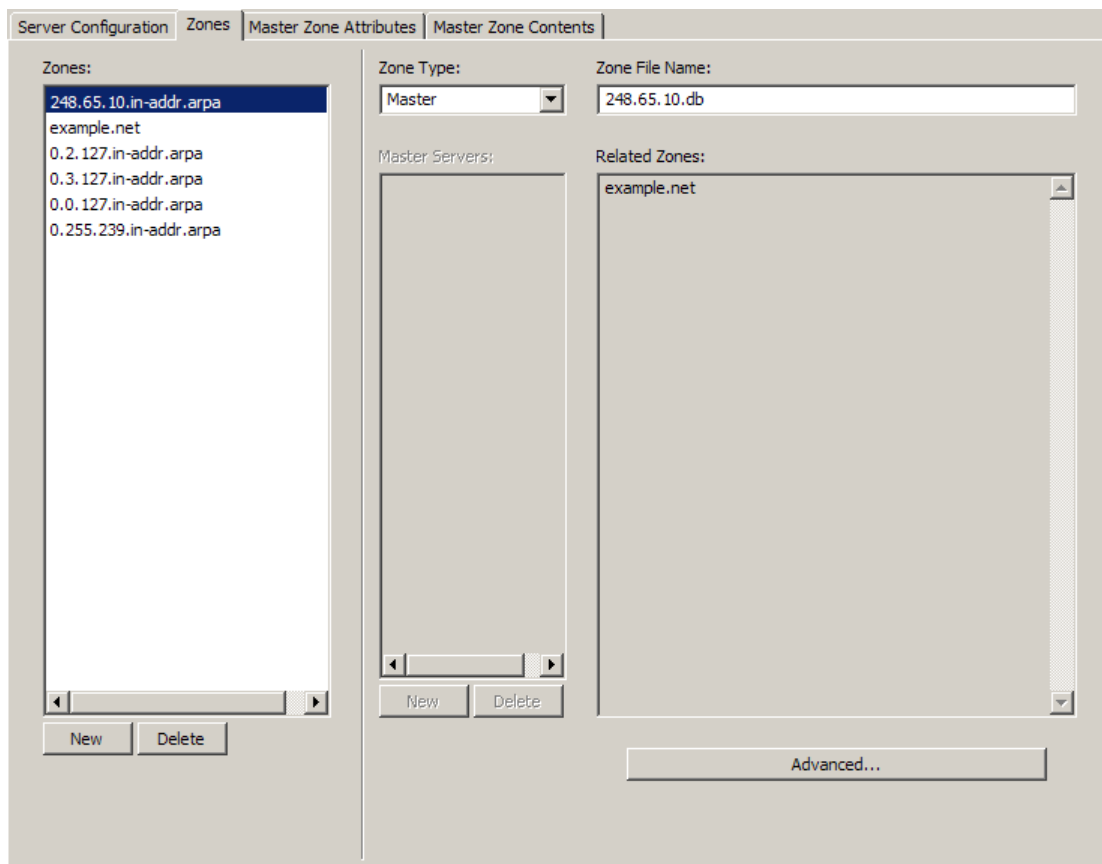 Server Configuration Zones Master Zone Attributes Master Zone Contents
Zones:
248.65.10.in-addr.arpa
example.net
0.2.127.in-addr.arpa
0.3.127.in-addr.arpa
0.0.127.in-addr.arpa
0.255.239.in-addr.arpa
New Delete
Zone Type:
Master
Master Servers:
New Delete
Zone File Name:
248.65.10.db
Related Zones:
example.net
Advanced...